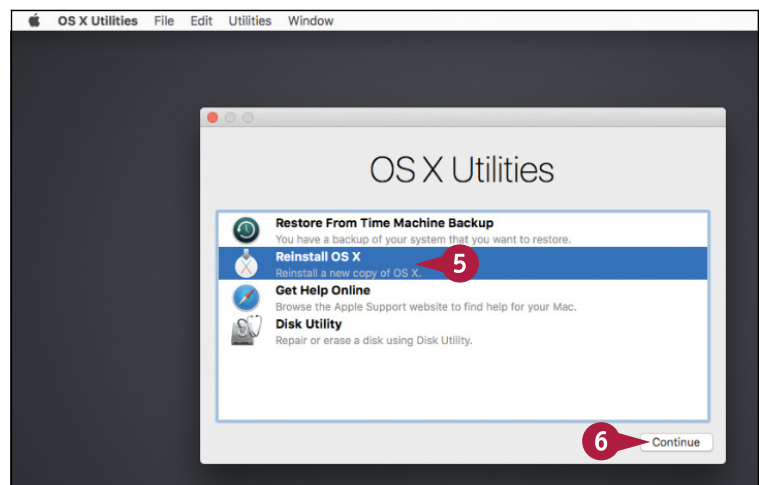 OS X Utilities File Edit Utilities Window
OS X Utilities
Restore From Time Machine Backup
You have a backup of your system that you want to restore.
Reinstall OS X
Reinstall a new copy of OS X.
5
Get Help Online
Browse the Apple Support website to find help for your Mac.
Disk Utility
Repair or erase a disk using Disk Utility.
6 Continue